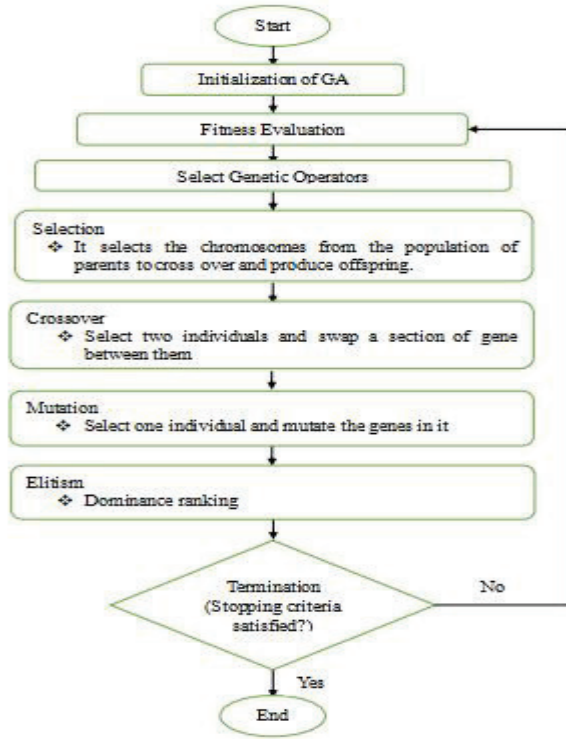 Start
Initialization of GA
Fitness Evaluation
Select Genetic Operators
Selection
❖ It selects the chromosomes from the population of
parents to cross over and produce offspring.
Crossover
❖ Select two individuals and swap a section of gene
between them
Mutation
❖ Select one individual and mutate the genes in it
Elitism
❖ Dominance ranking
Termination
(Stopping criteria
satisfied?)
No
Yes
End